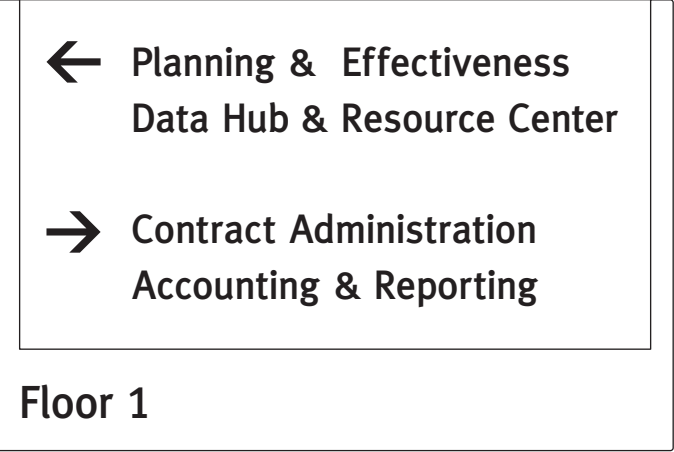 ← Planning &  Effectiveness
Data Hub & Resource Center
→ Contract Administration
Accounting & Reporting
Floor 1